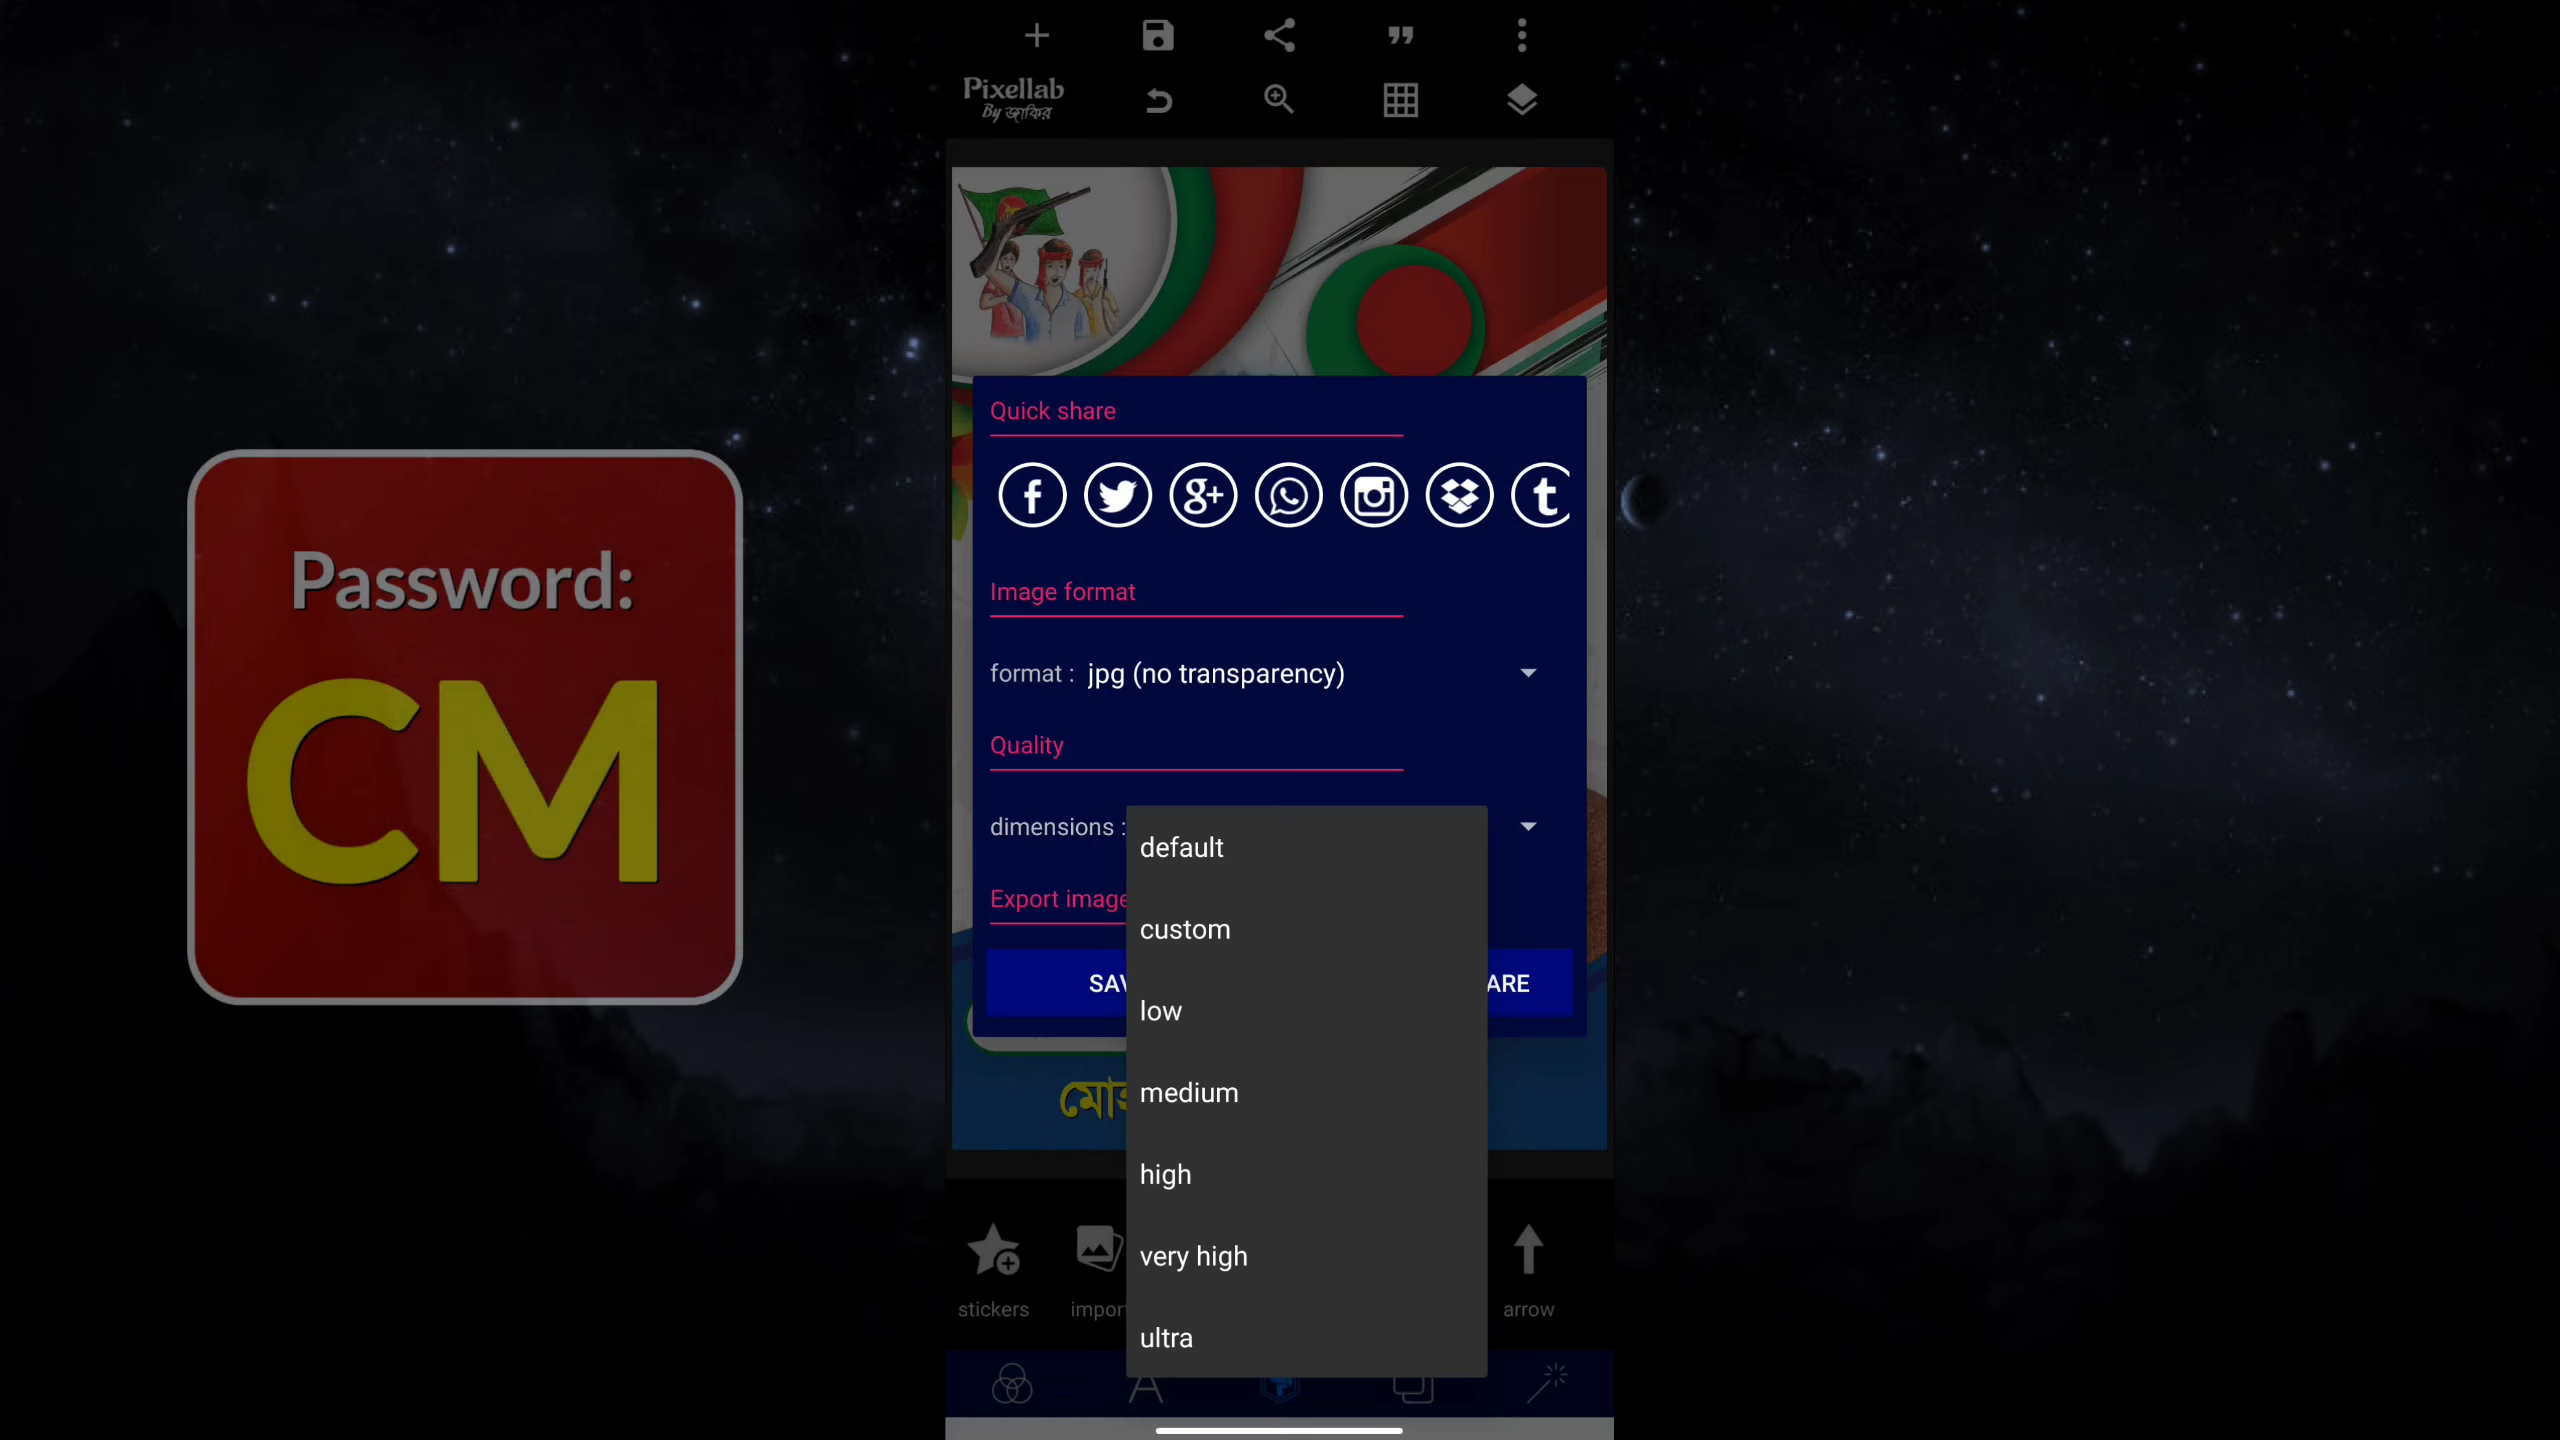 Pixellab
By জাকির
Password:
CM
Quick share
Image format
format : jpg (no transparency)
Quality
dimensions :
default
custom
Export image
low
SAV
ARE
medium
high
very high
ultra
stickers
impor
arrow